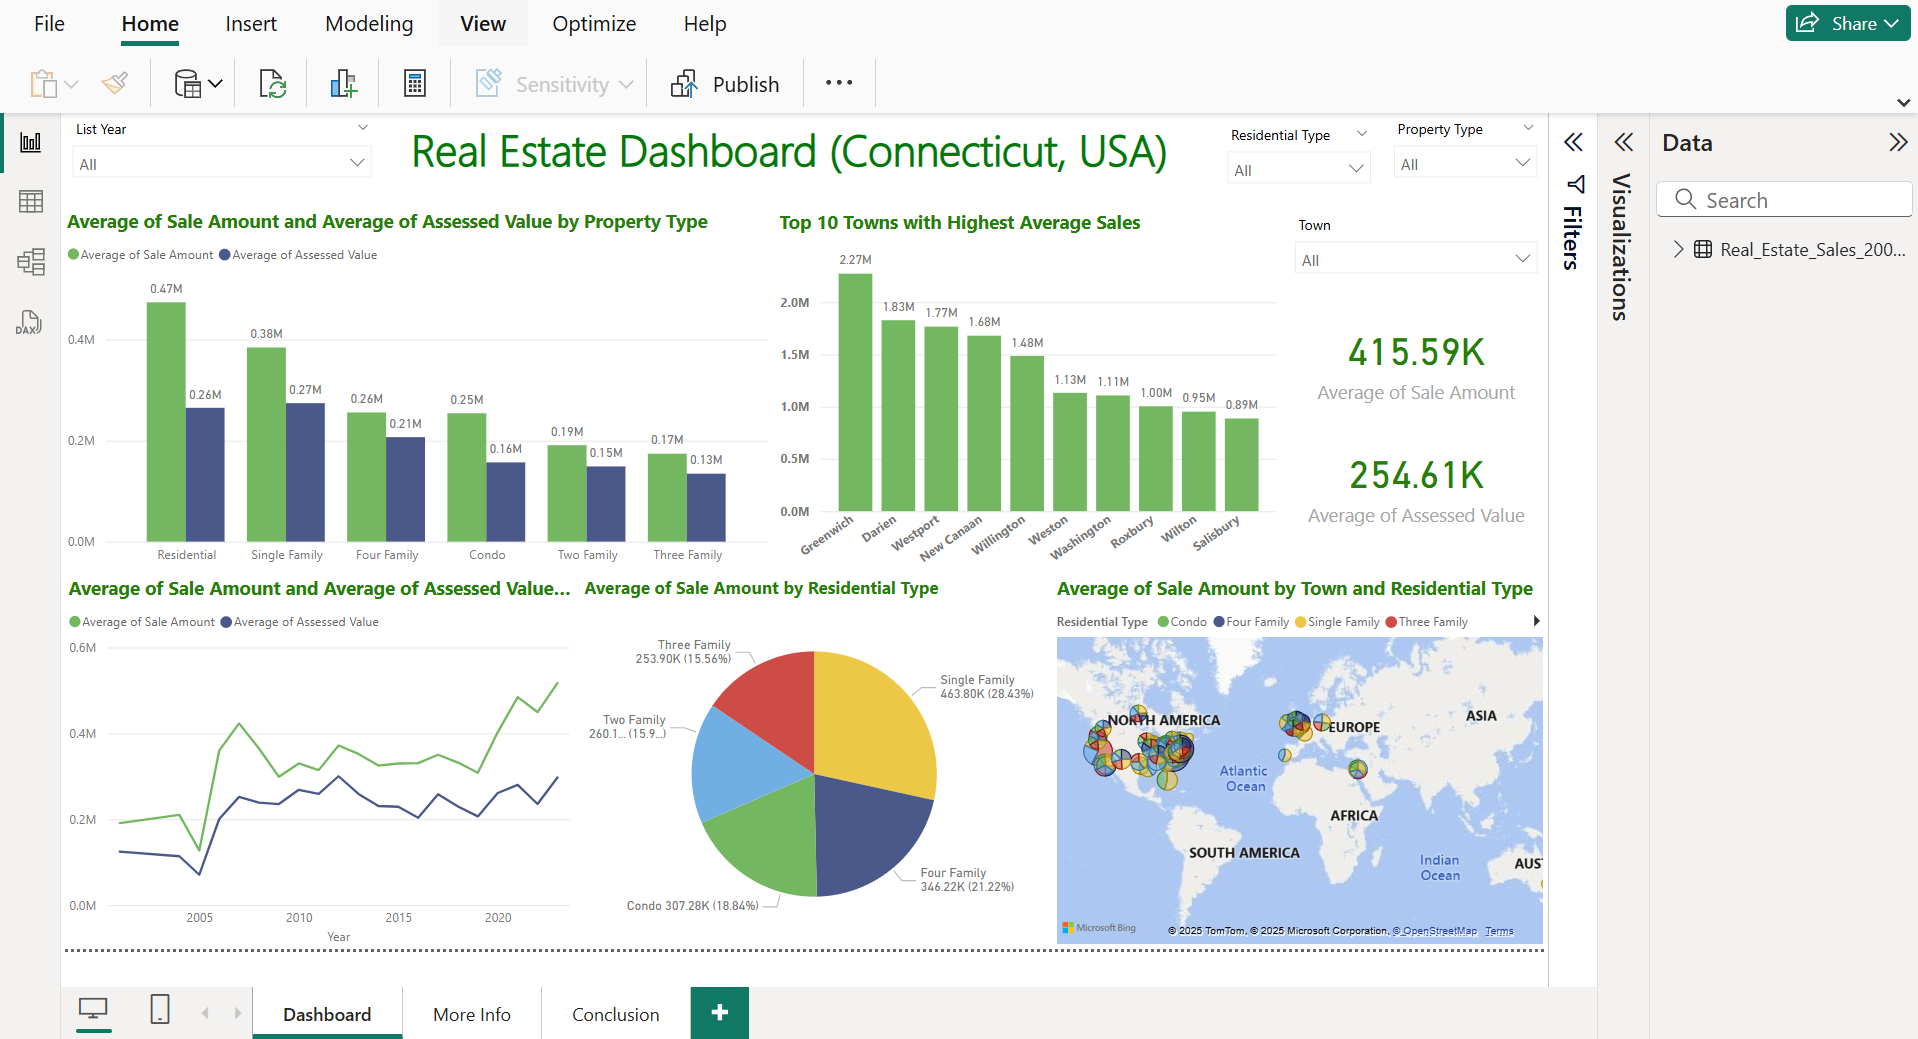 File Home Insert Modeling View Optimize Help Share
Sensitivity Publish
DAX
List Year
All
Real Estate Dashboard (Connecticut, USA)
Residential Type
All
Property Type
All
Average of Sale Amount and Average of Assessed Value by Property Type
Average of Sale Amount Average of Assessed Value
0.4M
0.2M
0.0M
0.47M 0.26M
0.38M 0.27M
0.26M 0.21M
0.25M 0.16M
0.19M 0.15M
0.17M 0.13M
Residential Single Family Four Family Condo Two Family Three Family
Top 10 Towns with Highest Average Sales
2.0M
1.5M
1.0M
0.5M
0.0M
2.27M 1.83M 1.77M 1.68M 1.48M 1.13M 1.11M 1.00M 0.95M 0.89M
Greenwich Darien Westport New Canaan Willington Weston Washington Roxbury Wilton Salisbury
Town
All
415.59K
Average of Sale Amount
254.61K
Average of Assessed Value
Average of Sale Amount and Average of Assessed Value...
Average of Sale Amount Average of Assessed Value
0.6M
0.4M
0.2M
0.0M
2005 2010 2015 2020
Year
Average of Sale Amount by Residential Type
Three Family
253.90K (15.56%)
Single Family
463.80K (28.43%)
Two Family
260.1... (15.9...)
Four Family
346.22K (21.22%)
Condo 307.28K (18.84%)
Average of Sale Amount by Town and Residential Type
Residential Type Condo Four Family Single Family Three Family
NORTH AMERICA
EUROPE
ASIA
Atlantic
Ocean
AFRICA
SOUTH AMERICA
Indian
Ocean
AUS
Microsoft Bing
© 2025 TomTom, © 2025 Microsoft Corporation, © OpenStreetMap Terms
Filters
Visualizations
Data
Search
Real_Estate_Sales_200...
Dashboard More Info Conclusion